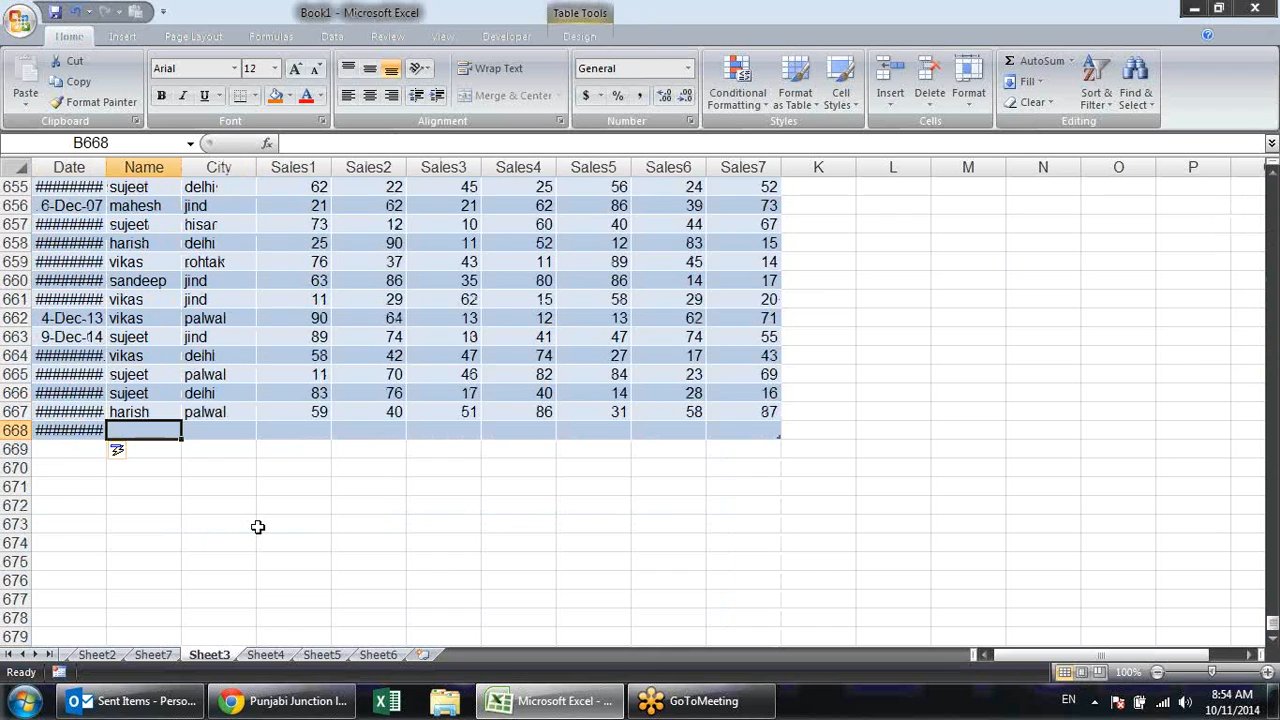 Book1 - Microsoft Excel
Table Tools
Home Insert Page Layout Formulas Data Review View Developer Design
Paste
Cut
Copy
Format Painter
Clipboard
Arial 12
B I U
A A A
Font
Wrap Text
Merge & Center
Alignment
General
$ % ,
Number
Conditional Formatting
Format as Table
Cell Styles
Styles
Insert
Delete
Format
Cells
Σ AutoSum
Fill
Clear
Sort & Filter
Find & Select
Editing
B668 fx
Date Name City Sales1 Sales2 Sales3 Sales4 Sales5 Sales6 Sales7 K L M N O P
655 ######### sujeet delhi 62 22 45 25 56 24 52
656 6-Dec-07 mahesh jind 21 62 21 62 86 39 73
657 ######### sujeet hisar 73 12 10 60 40 44 67
658 ######### harish delhi 25 90 11 52 12 83 15
659 ######### vikas rohtak 76 37 43 11 89 45 14
660 ######### sandeep jind 63 86 35 80 86 14 17
661 ######### vikas jind 11 29 62 15 58 29 20
662 4-Dec-13 vikas palwal 90 64 13 12 13 62 71
663 9-Dec-14 sujeet jind 89 74 13 41 47 74 55
664 ######### vikas delhi 58 42 47 74 27 17 43
665 ######### sujeet palwal 11 70 46 82 84 23 69
666 ######### sujeet delhi 83 76 17 40 14 28 16
667 ######### harish palwal 59 40 51 86 31 58 87
668 #########
669
670
671
672
673
674
675
676
677
678
679
Sheet2 Sheet7 Sheet3 Sheet4 Sheet5 Sheet6
Ready 100%
Sent Items - Perso... Punjabi Junction I... Microsoft Excel - ... GoToMeeting EN 8:54 AM
10/11/2014